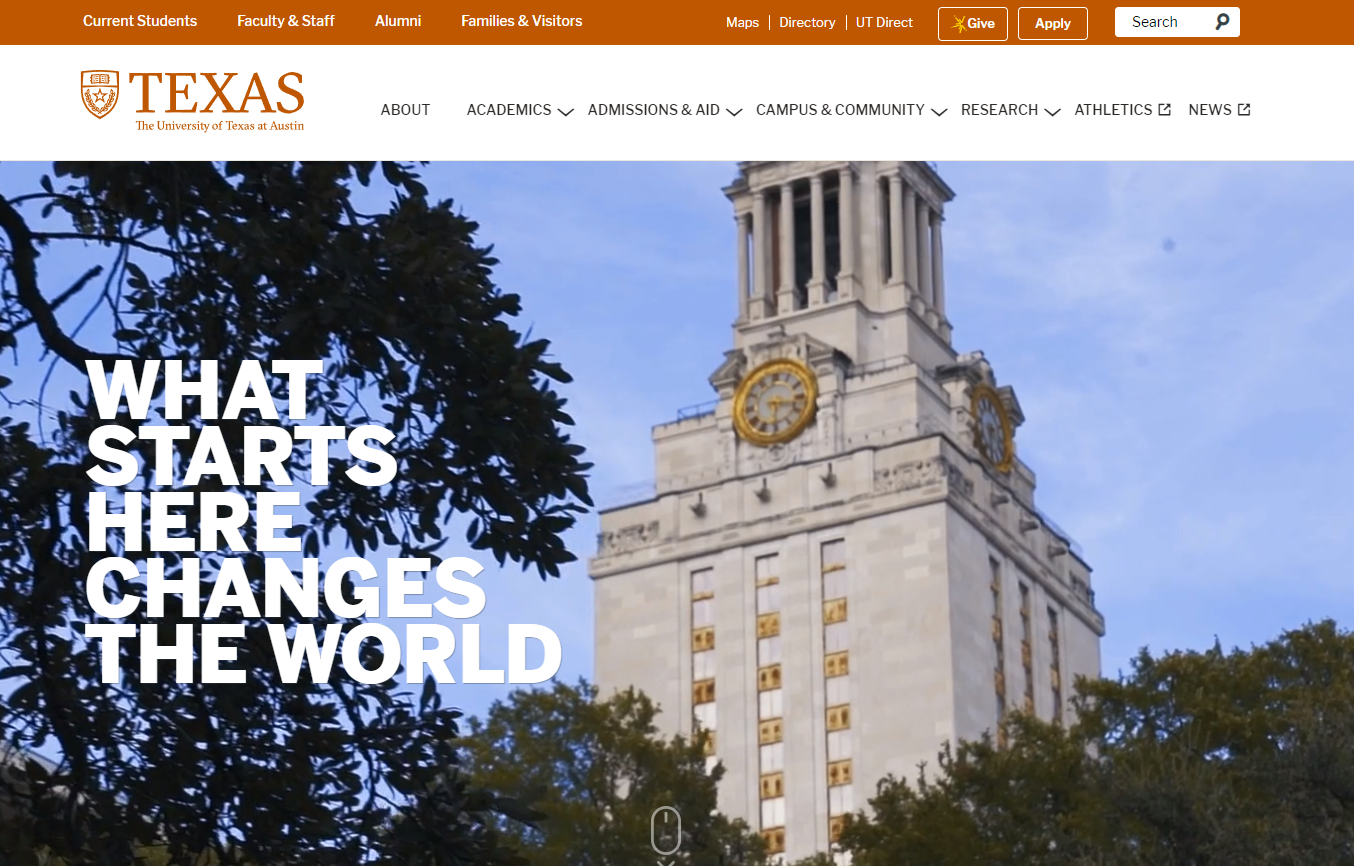 Current Students Faculty & Staff Alumni Families & Visitors Maps Directory UT Direct Give Apply Search
TEXAS
The University of Texas at Austin
ABOUT ACADEMICS ADMISSIONS & AID CAMPUS & COMMUNITY RESEARCH ATHLETICS NEWS
WHAT
STARTS
HERE
CHANGES
THE WORLD